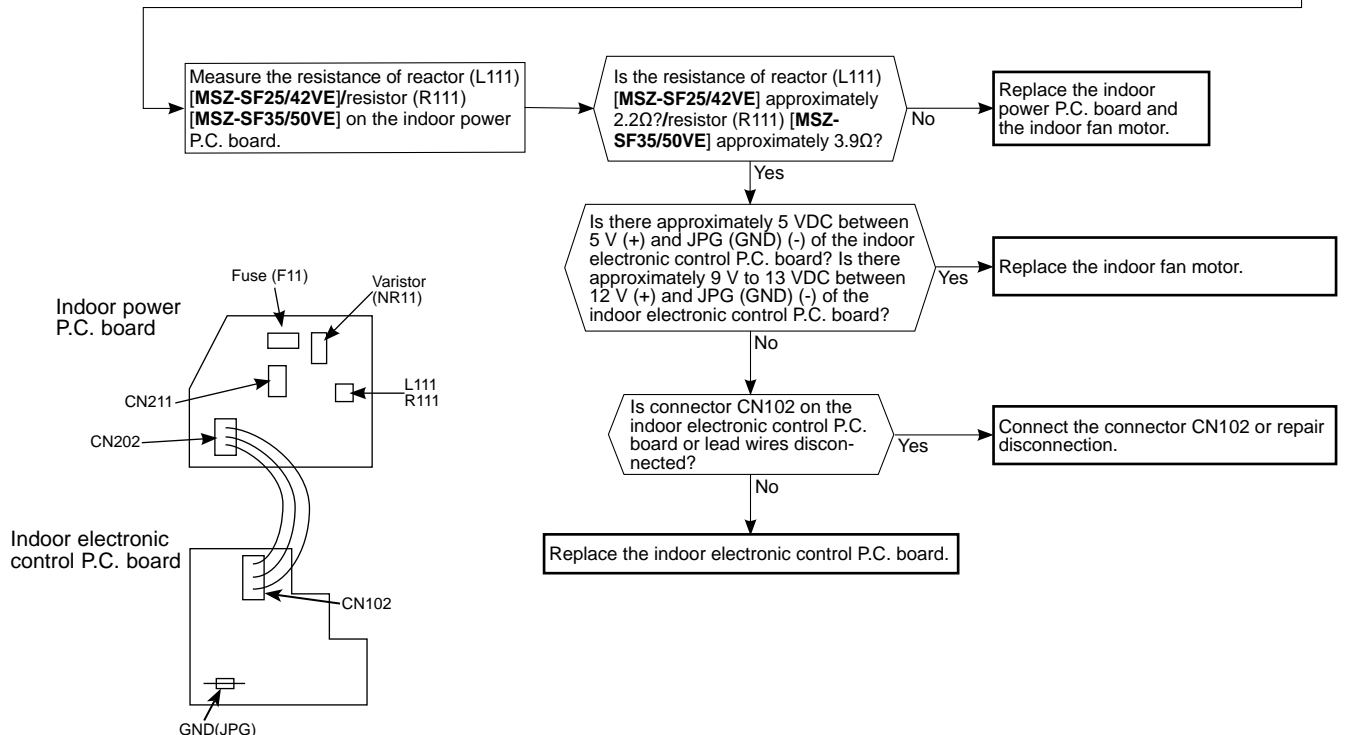 Measure the resistance of reactor (L111)
[MSZ-SF25/42VE]/resistor (R111)
[MSZ-SF35/50VE] on the indoor power
P.C. board.
Is the resistance of reactor (L111)
[MSZ-SF25/42VE] approximately
2.2Ω?/resistor (R111) [MSZ-
SF35/50VE] approximately 3.9Ω?
No
Replace the indoor
power P.C. board and
the indoor fan motor.
Yes
Is there approximately 5 VDC between
5 V (+) and JPG (GND) (-) of the indoor
electronic control P.C. board? Is there
approximately 9 V to 13 VDC between
12 V (+) and JPG (GND) (-) of the
indoor electronic control P.C. board?
Yes
Replace the indoor fan motor.
No
Is connector CN102 on the
indoor electronic control P.C.
board or lead wires discon-
nected?
Yes
Connect the connector CN102 or repair
disconnection.
No
Replace the indoor electronic control P.C. board.
Indoor power
P.C. board
Fuse (F11)
Varistor
(NR11)
CN211
L111
R111
CN202
Indoor electronic
control P.C. board
CN102
GND(JPG)